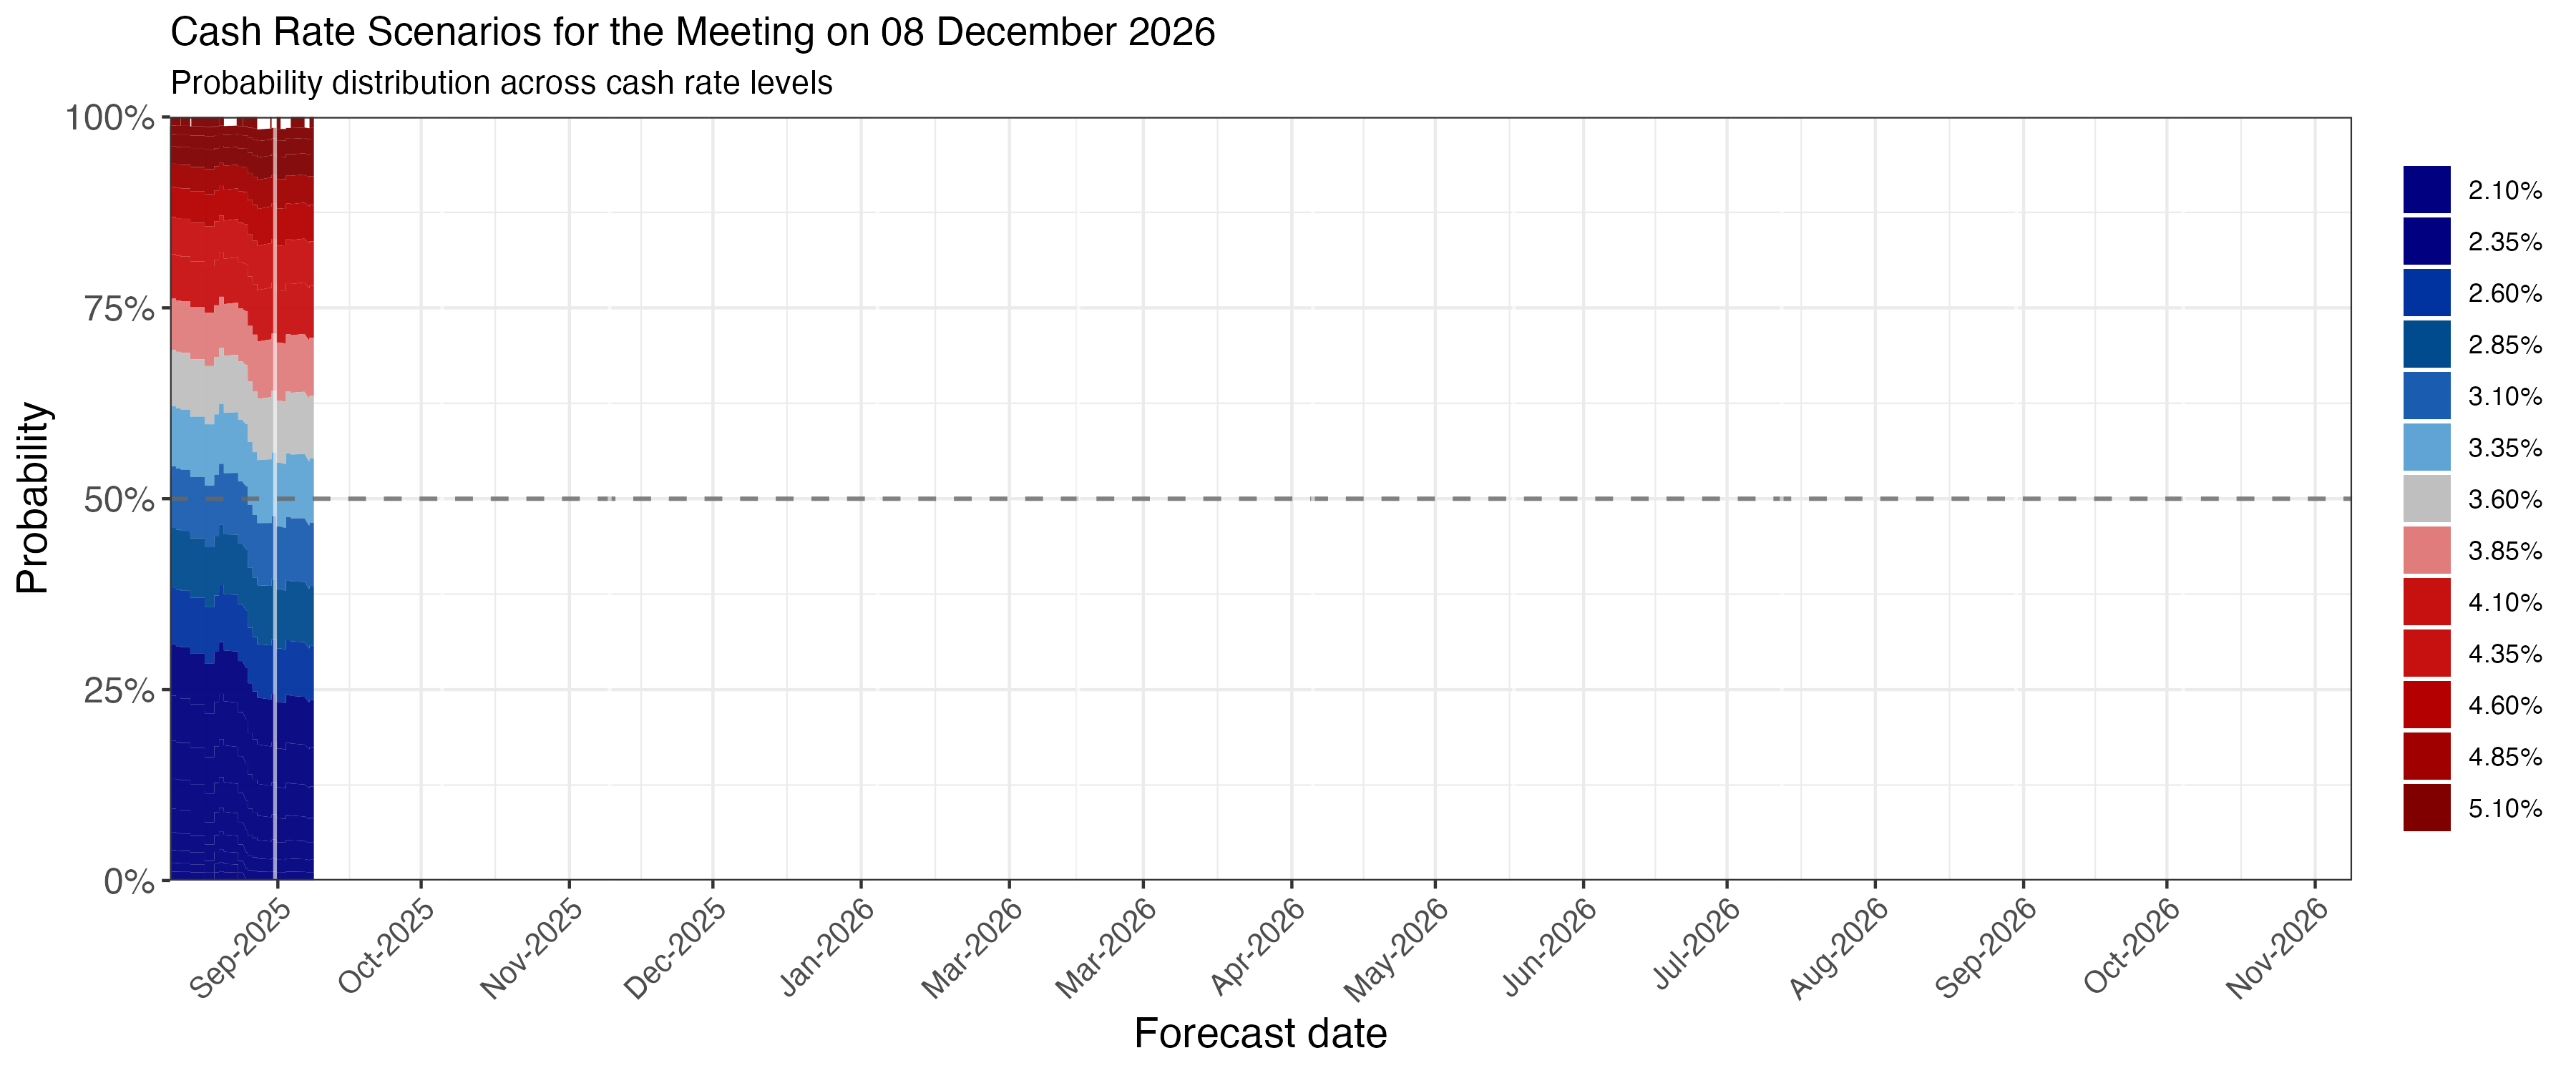 Cash Rate Scenarios for the Meeting on 08 December 2026
Probability distribution across cash rate levels
100%
75%
50%
25%
0%
Probability
Sep-2025
Oct-2025
Nov-2025
Dec-2025
Jan-2026
Mar-2026
Mar-2026
Apr-2026
May-2026
Jun-2026
Jul-2026
Aug-2026
Sep-2026
Oct-2026
Nov-2026
Forecast date
2.10%
2.35%
2.60%
2.85%
3.10%
3.35%
3.60%
3.85%
4.10%
4.35%
4.60%
4.85%
5.10%